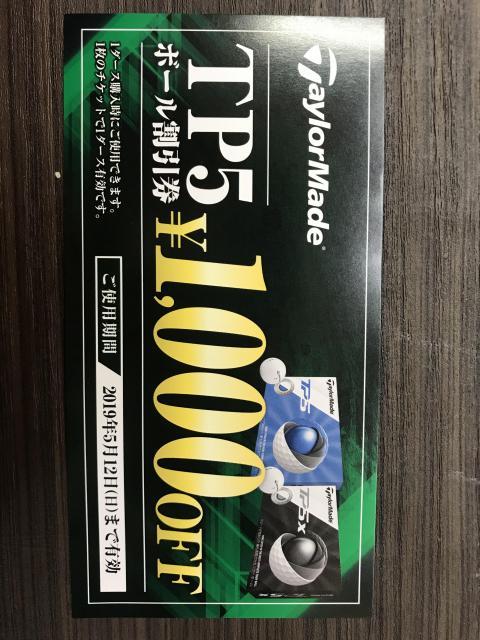 TaylorMade®
TP5
ボール割引券
¥1,000OFF
1ダース購入時にご使用できます。
1枚のチケットで1ダース有効です。
ご使用期間
2019年5月12日(日)まで有効
TaylorMade
TP5
TaylorMade
TP5x